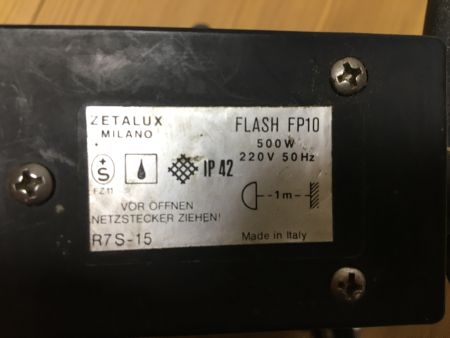 ZETALUX
MILANO
FLASH FP10
500W
220V 50Hz
+
S
EZ11
IP 42
1m
VOR ÖFFNEN
NETZSTECKER ZIEHEN!
R7S-15
Made in Italy